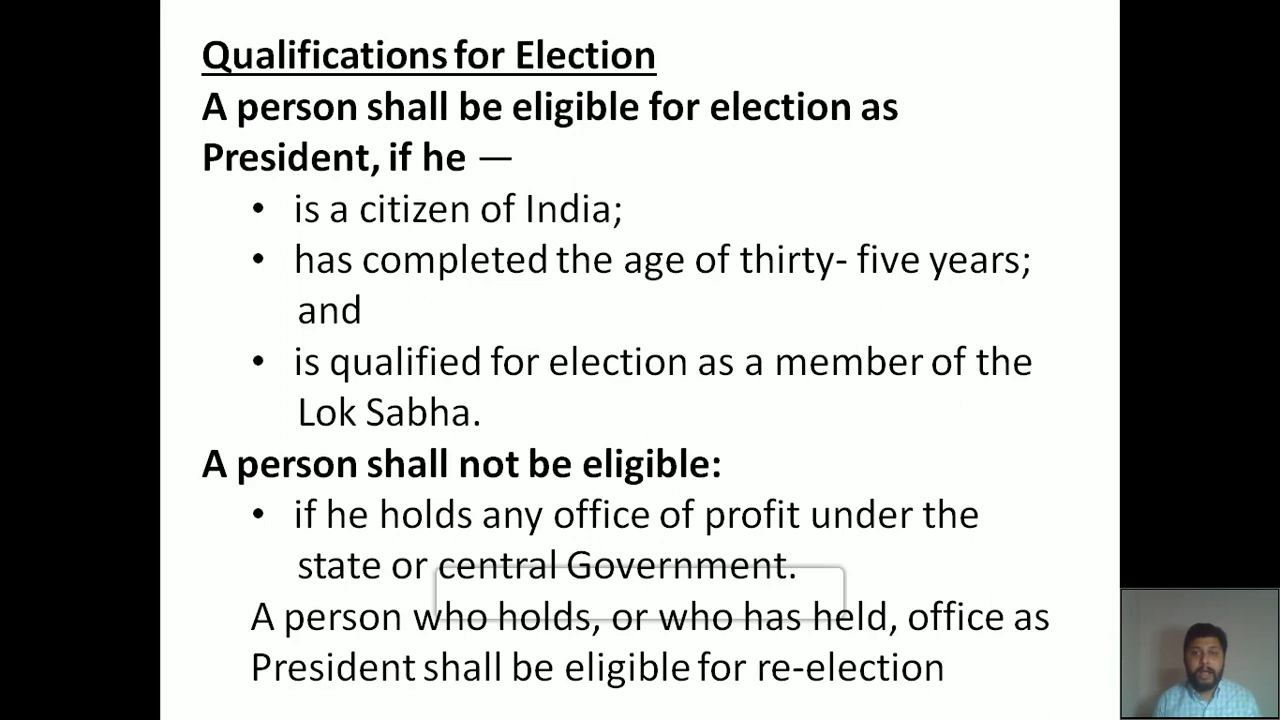 Qualifications for Election
A person shall be eligible for election as
President, if he —
• is a citizen of India;
• has completed the age of thirty- five years;
and
• is qualified for election as a member of the
Lok Sabha.
A person shall not be eligible:
• if he holds any office of profit under the
state or central Government.
A person who holds, or who has held, office as
President shall be eligible for re-election